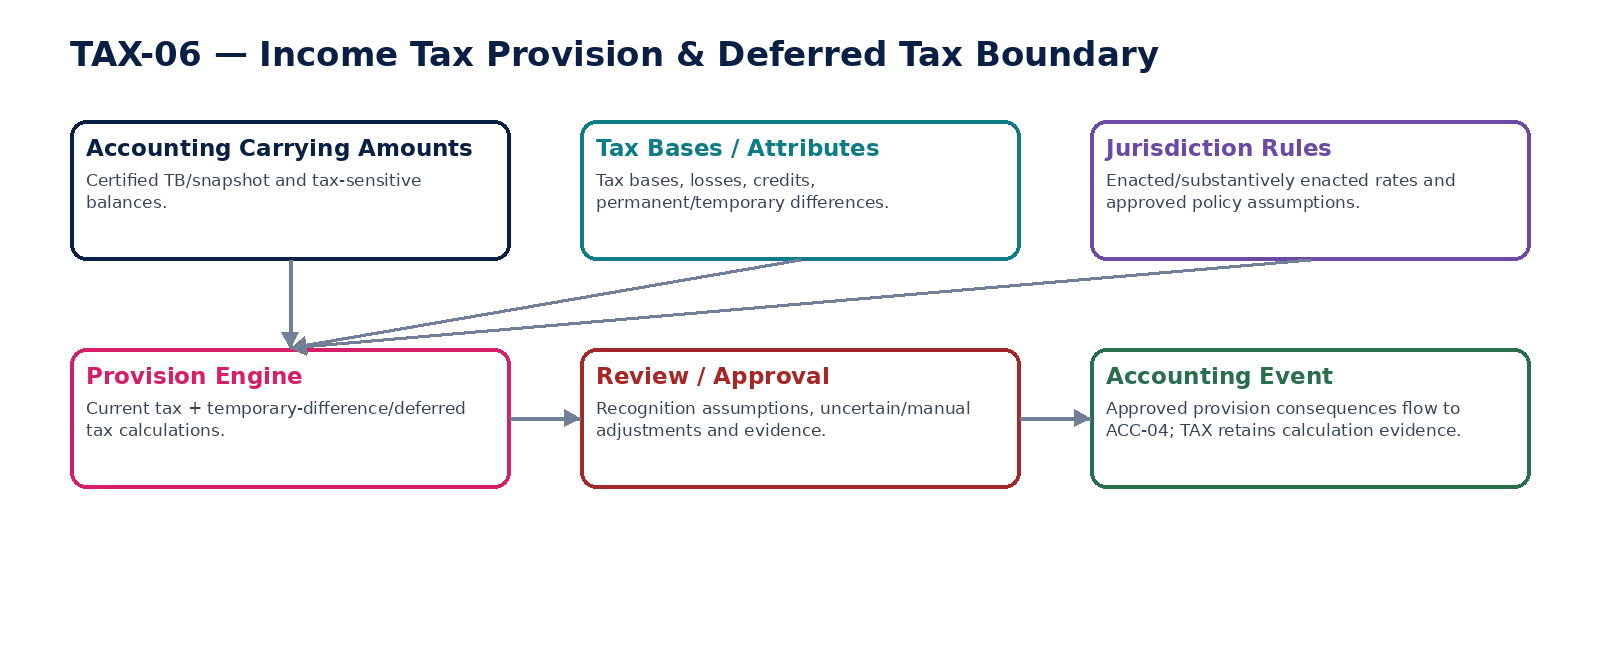 TAX-06 — Income Tax Provision & Deferred Tax Boundary
Accounting Carrying Amounts
Certified TB/snapshot and tax-sensitive
balances.
Tax Bases / Attributes
Tax bases, losses, credits,
permanent/temporary differences.
Jurisdiction Rules
Enacted/substantively enacted rates and
approved policy assumptions.
Provision Engine
Current tax + temporary-difference/deferred
tax calculations.
Review / Approval
Recognition assumptions, uncertain/manual
adjustments and evidence.
Accounting Event
Approved provision consequences flow to
ACC-04; TAX retains calculation evidence.